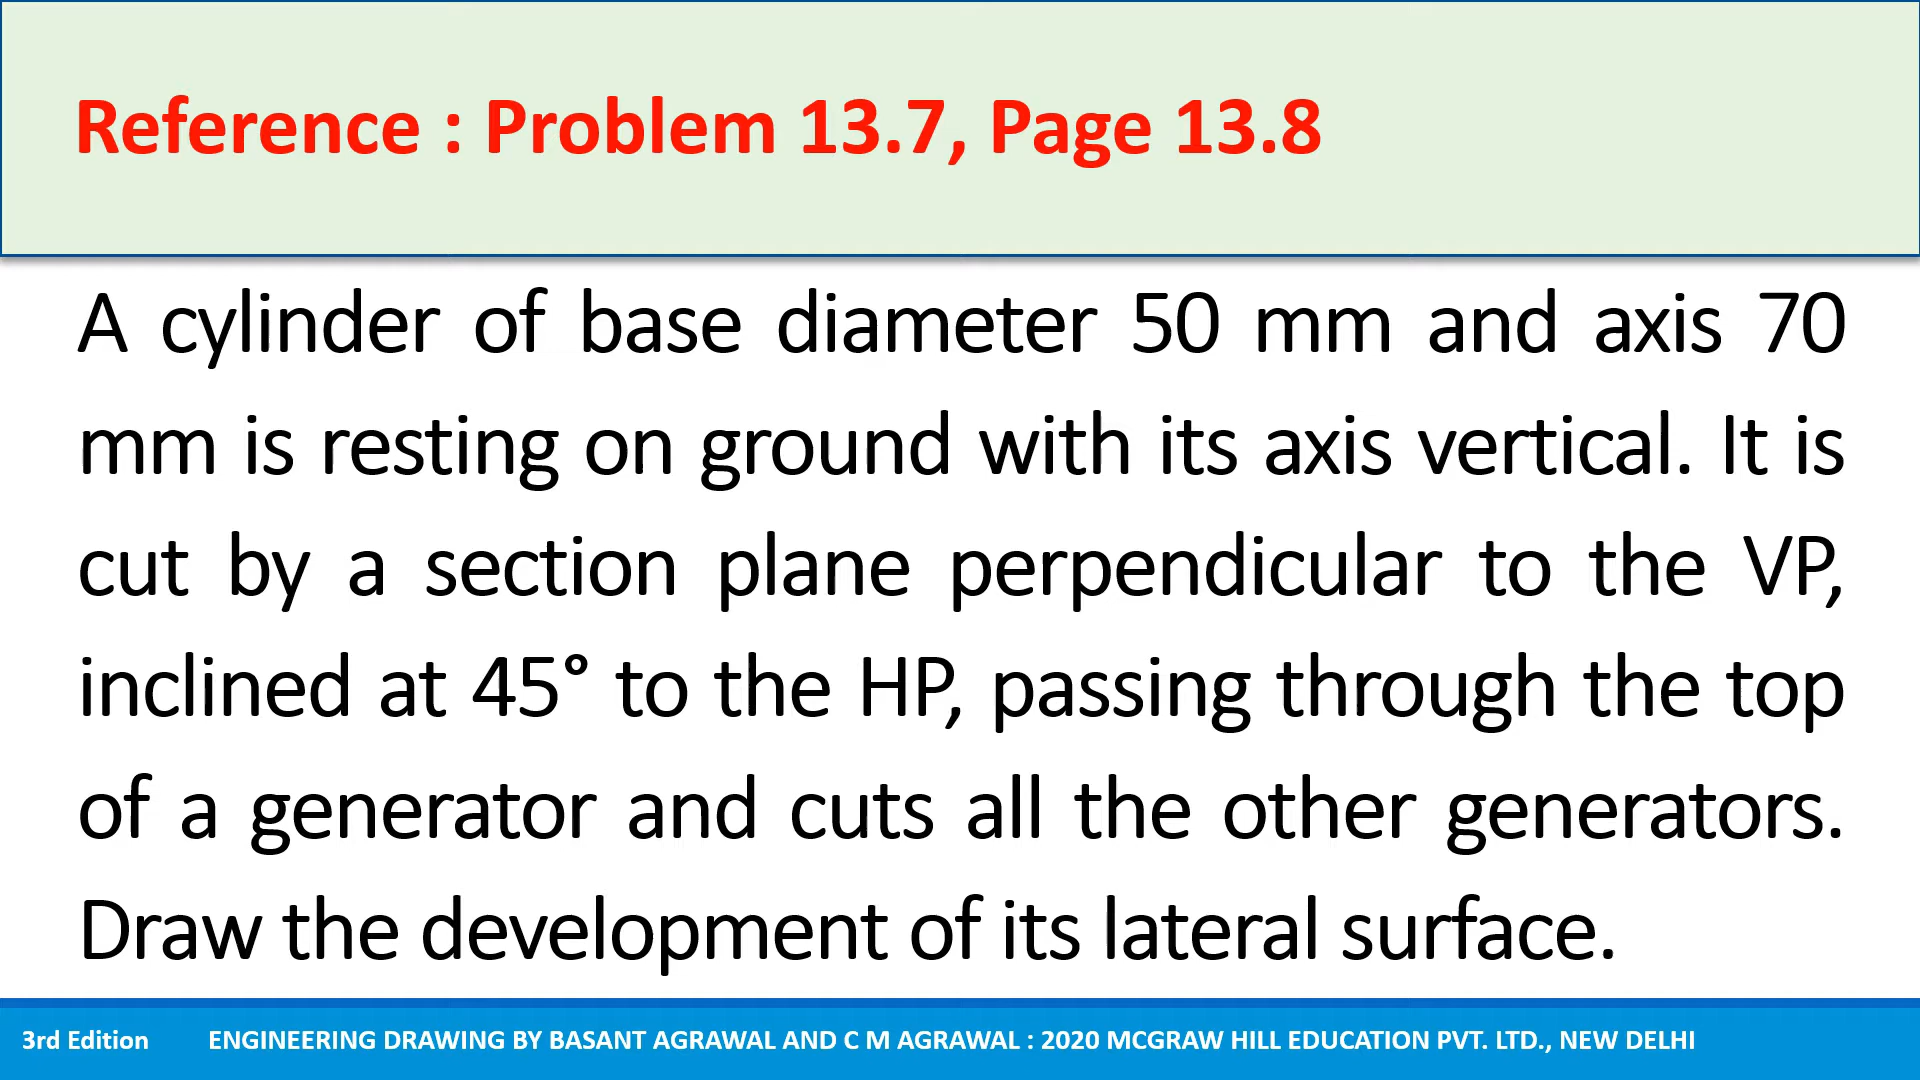 Reference : Problem 13.7, Page 13.8
A cylinder of base diameter 50 mm and axis 70
mm is resting on ground with its axis vertical. It is
cut by a section plane perpendicular to the VP,
inclined at 45° to the HP, passing through the top
of a generator and cuts all the other generators.
Draw the development of its lateral surface.
3rd Edition ENGINEERING DRAWING BY BASANT AGRAWAL AND C M AGRAWAL : 2020 MCGRAW HILL EDUCATION PVT. LTD., NEW DELHI